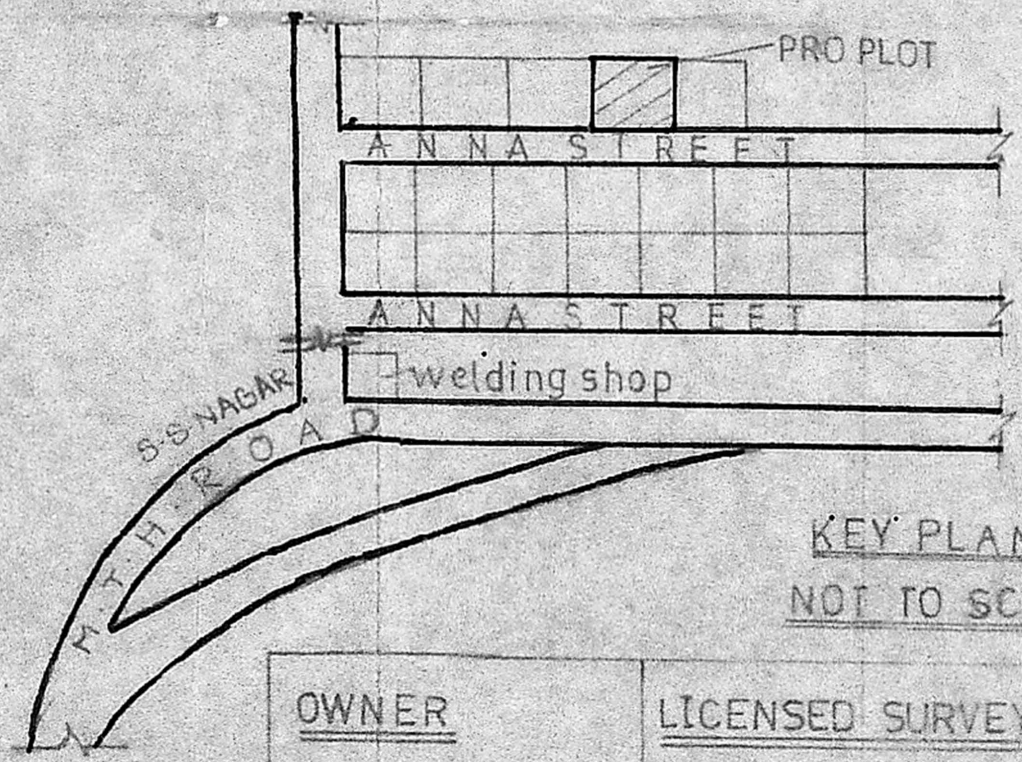 PRO PLOT
ANNA STREET
ANNA STREET
welding shop
S-S-NAGAR
M.T.H.ROAD
KEY PLAN
NOT TO SC
OWNER
LICENSED SURVEY